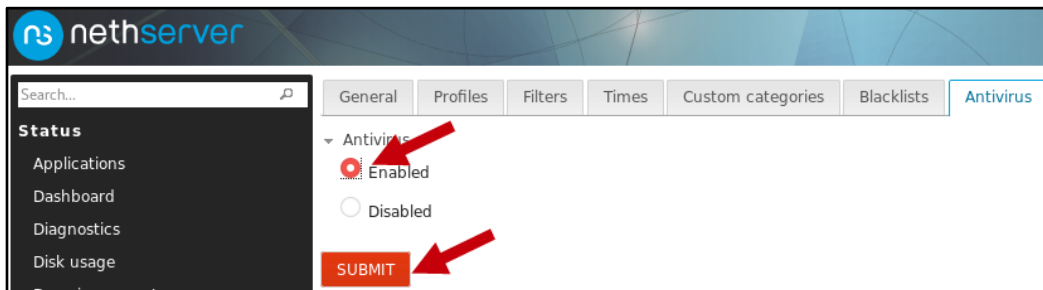 ns nethserver
Search...
General Profiles Filters Times Custom categories Blacklists Antivirus
Status
Antivirus
Applications
Enabled
Dashboard
Disabled
Diagnostics
Disk usage
SUBMIT